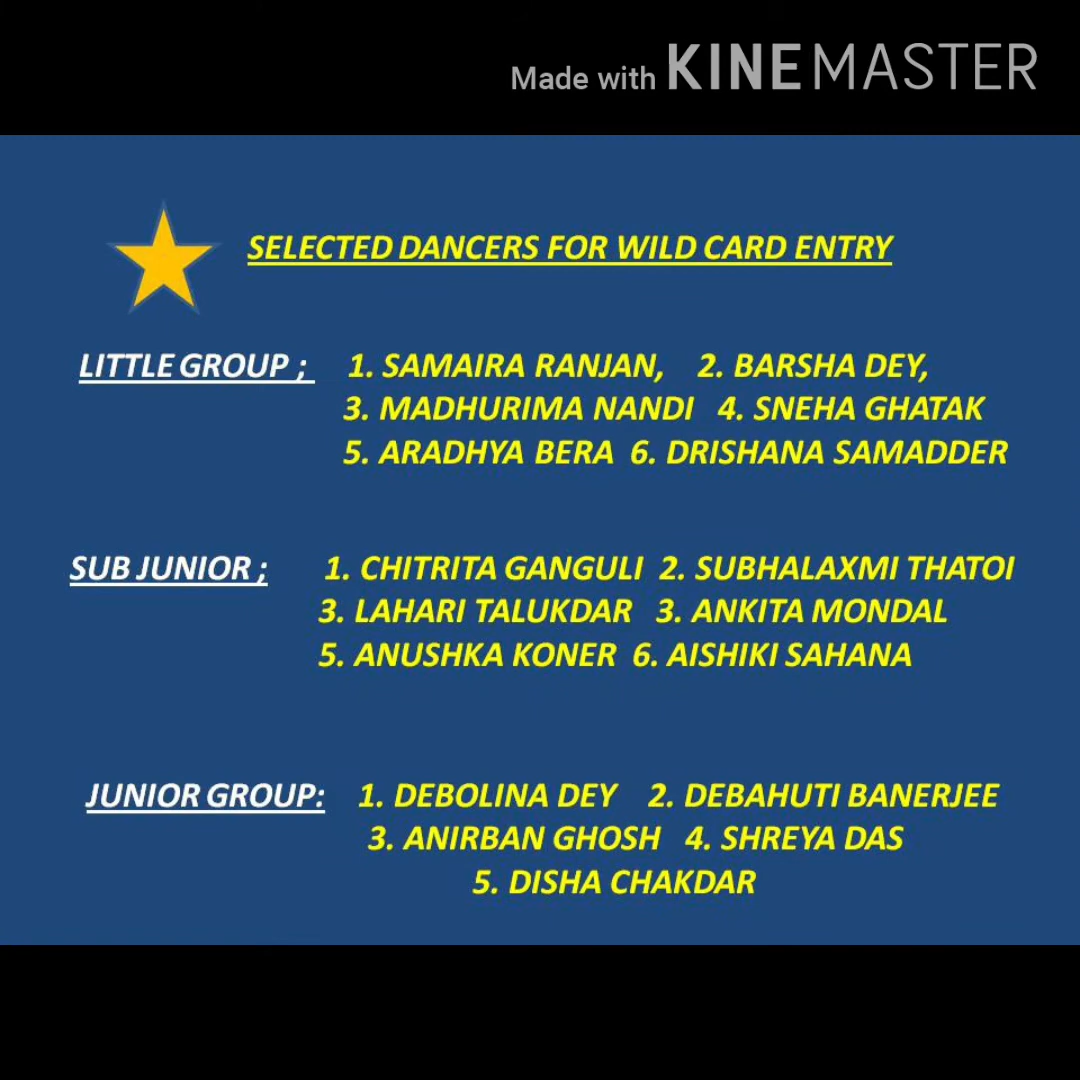 Made with KINEMASTER
SELECTED DANCERS FOR WILD CARD ENTRY
LITTLE GROUP ; 1. SAMAIRA RANJAN, 2. BARSHA DEY,
3. MADHURIMA NANDI 4. SNEHA GHATAK
5. ARADHYA BERA 6. DRISHANA SAMADDER
SUB JUNIOR ; 1. CHITRITA GANGULI 2. SUBHALAXMI THATOI
3. LAHARI TALUKDAR 3. ANKITA MONDAL
5. ANUSHKA KONER 6. AISHIKI SAHANA
JUNIOR GROUP: 1. DEBOLINA DEY 2. DEBAHUTI BANERJEE
3. ANIRBAN GHOSH 4. SHREYA DAS
5. DISHA CHAKDAR